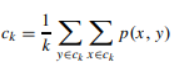 c_k = \frac{1}{k} \sum_{y \in c_k} \sum_{x \in c_k} p(x, y)